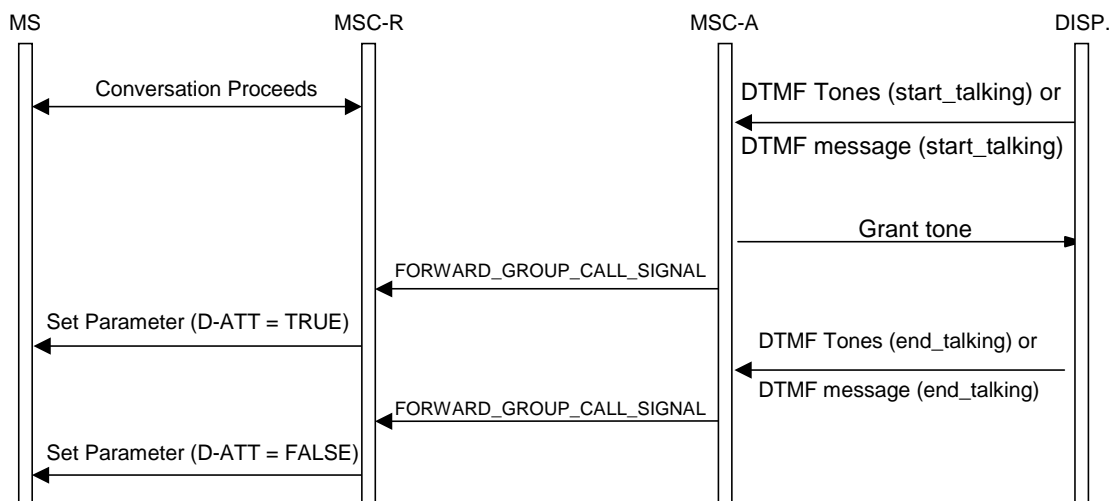 MS
MSC-R
MSC-A
DISP.
Conversation Proceeds
DTMF Tones (start_talking) or
DTMF message (start_talking)
Grant tone
FORWARD_GROUP_CALL_SIGNAL
Set Parameter (D-ATT = TRUE)
DTMF Tones (end_talking) or
DTMF message (end_talking)
FORWARD_GROUP_CALL_SIGNAL
Set Parameter (D-ATT = FALSE)